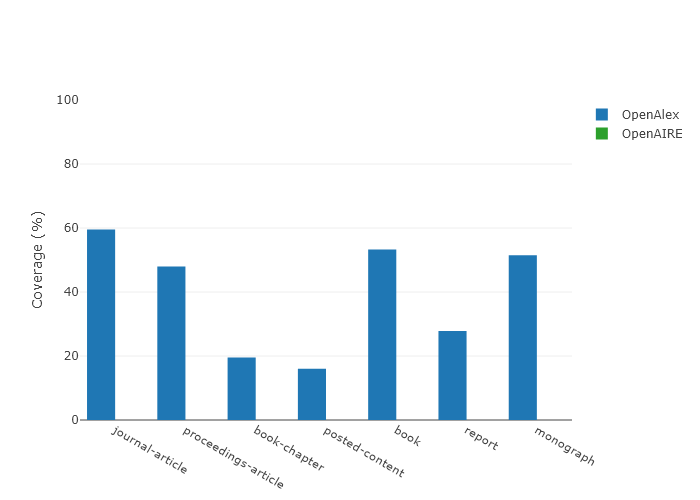 100
80
60
40
20
0
Coverage (%)
journal-article
proceedings-article
book-chapter
posted-content
book
report
monograph
OpenAlex
OpenAIRE